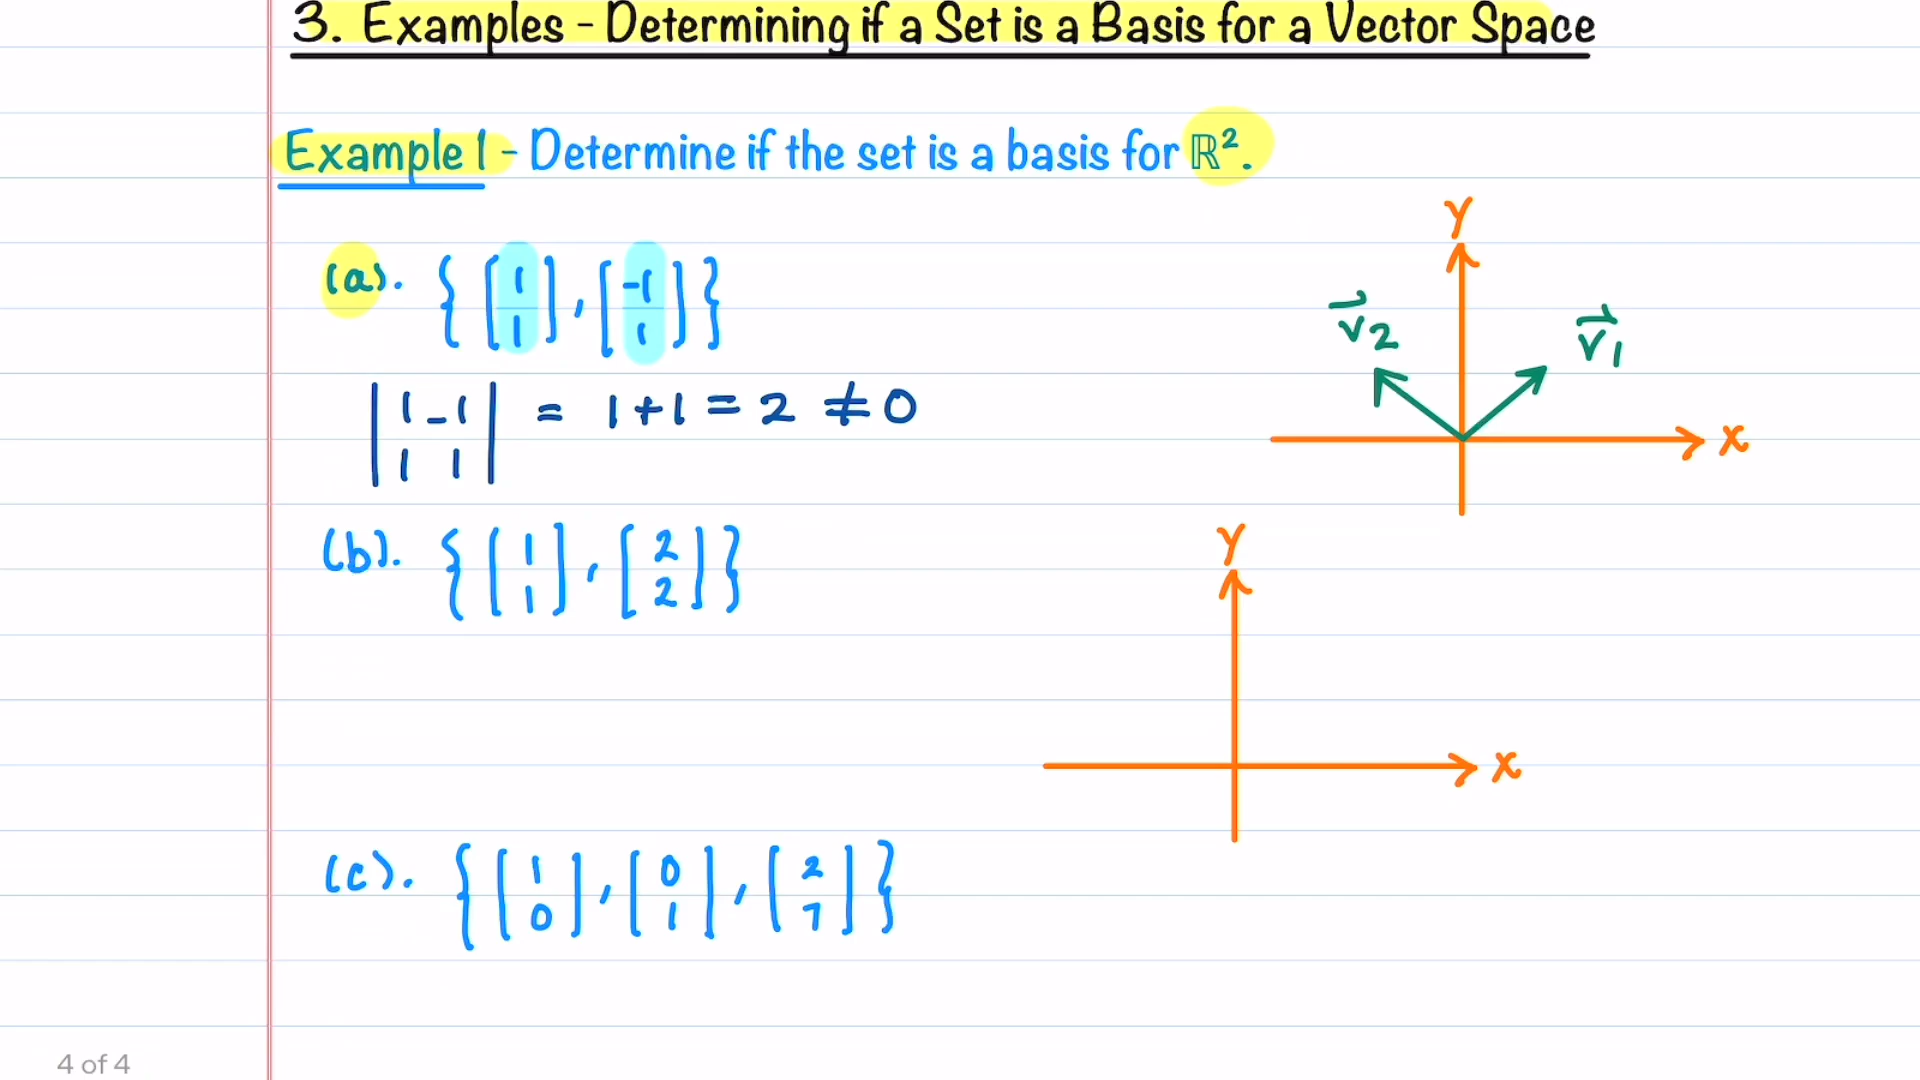 3. Examples - Determining if a Set is a Basis for a Vector Space
Example 1 - Determine if the set is a basis for ℝ².
(a). { [1 1], [-1 1] }
|1 -1| = 1+1 = 2 ≠ 0
|1 1|
y
x
v⃗2
v⃗1
(b). { [1 1], [2 2] }
y
x
(c). { [1 0], [0 1], [2 7] }
4 of 4